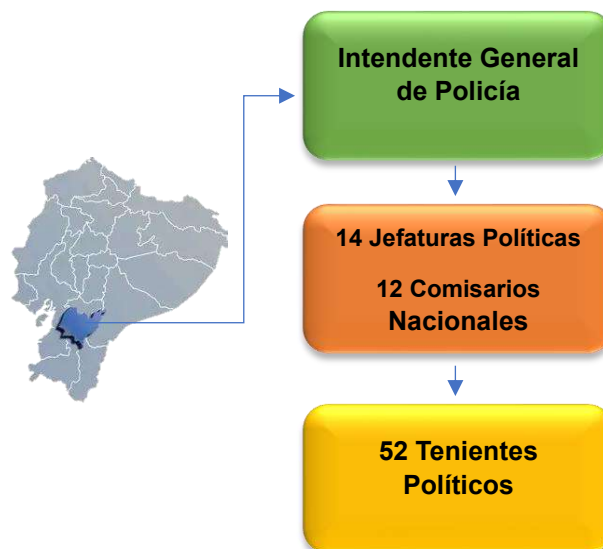 Intendente General
de Policía
14 Jefaturas Políticas
12 Comisarios
Nacionales
52 Tenientes
Políticos